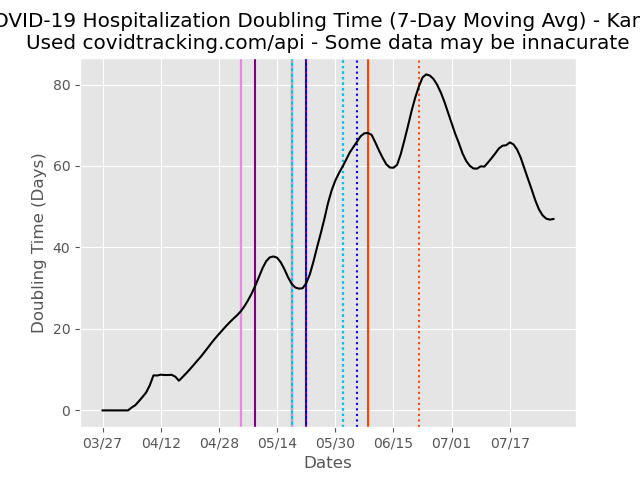 OVID-19 Hospitalization Doubling Time (7-Day Moving Avg) - Kan
Used covidtracking.com/api - Some data may be innacurate
80
60
40
20
0
Doubling Time (Days)
03/27 04/12 04/28 05/14 05/30 06/15 07/01 07/17
Dates